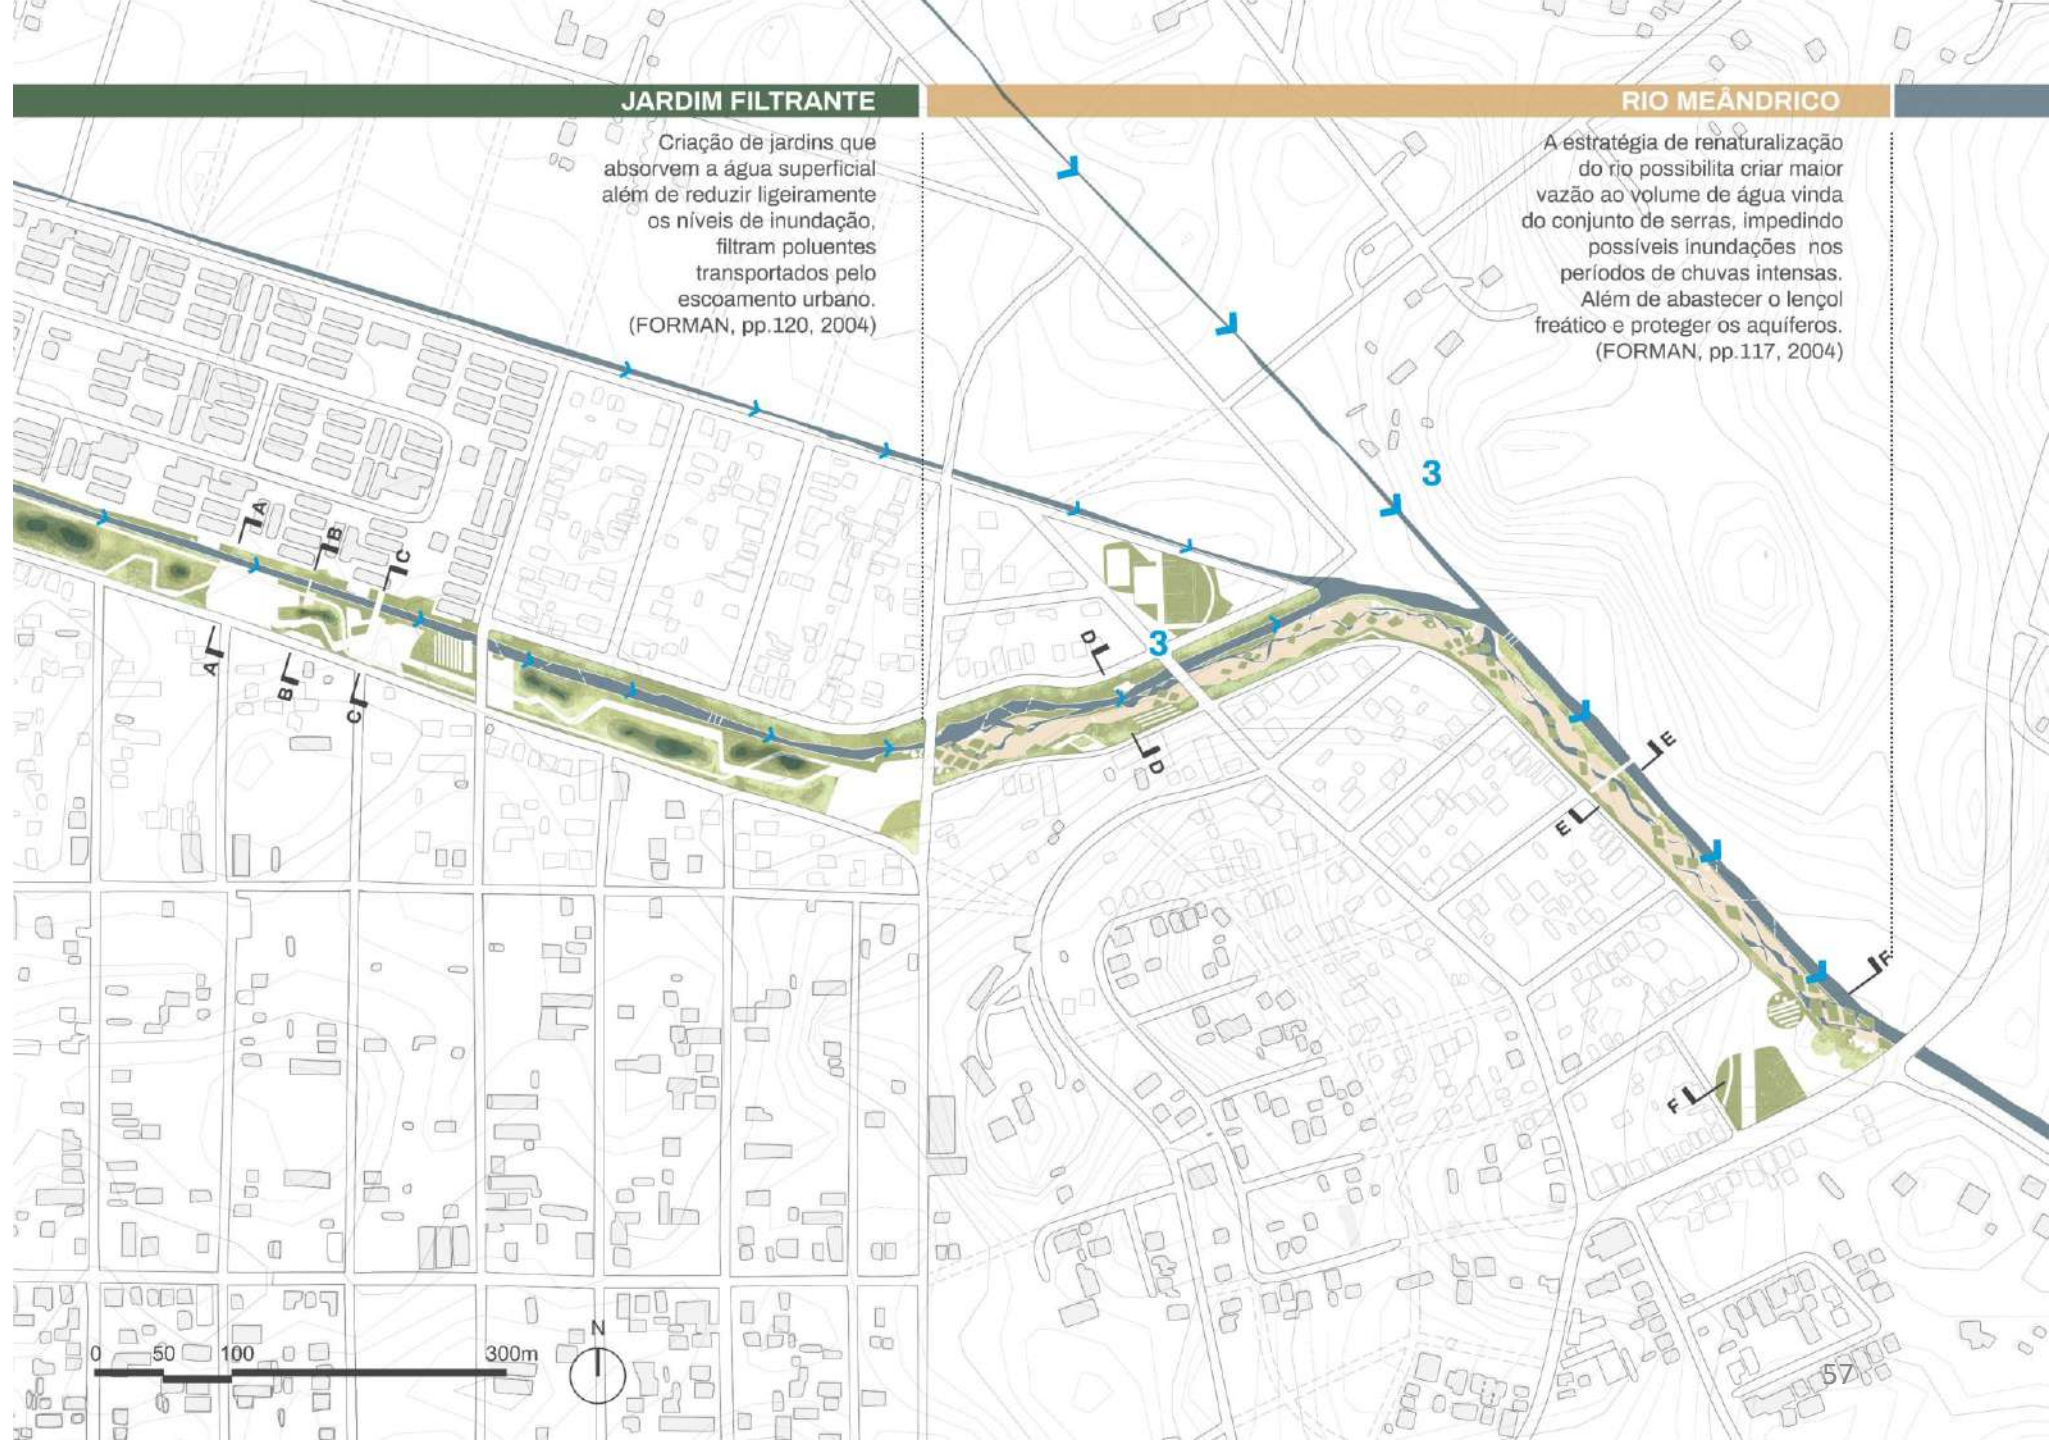 JARDIM FILTRANTE
Criação de jardins que
absorvem a água superficial
além de reduzir ligeiramente
os níveis de inundação,
filtram poluentes
transportados pelo
escoamento urbano.
(FORMAN, pp.120, 2004)
RIO MEÂNDRICO
A estratégia de renaturalização
do rio possibilita criar maior
vazão ao volume de água vinda
do conjunto de serras, impedindo
possíveis inundações nos
períodos de chuvas intensas.
Além de abastecer o lençol
freático e proteger os aquíferos.
(FORMAN, pp.117, 2004)
3
A
B
C
D
3
A
B
C
D
E
E
F
F
0 50 100 300m
N
57